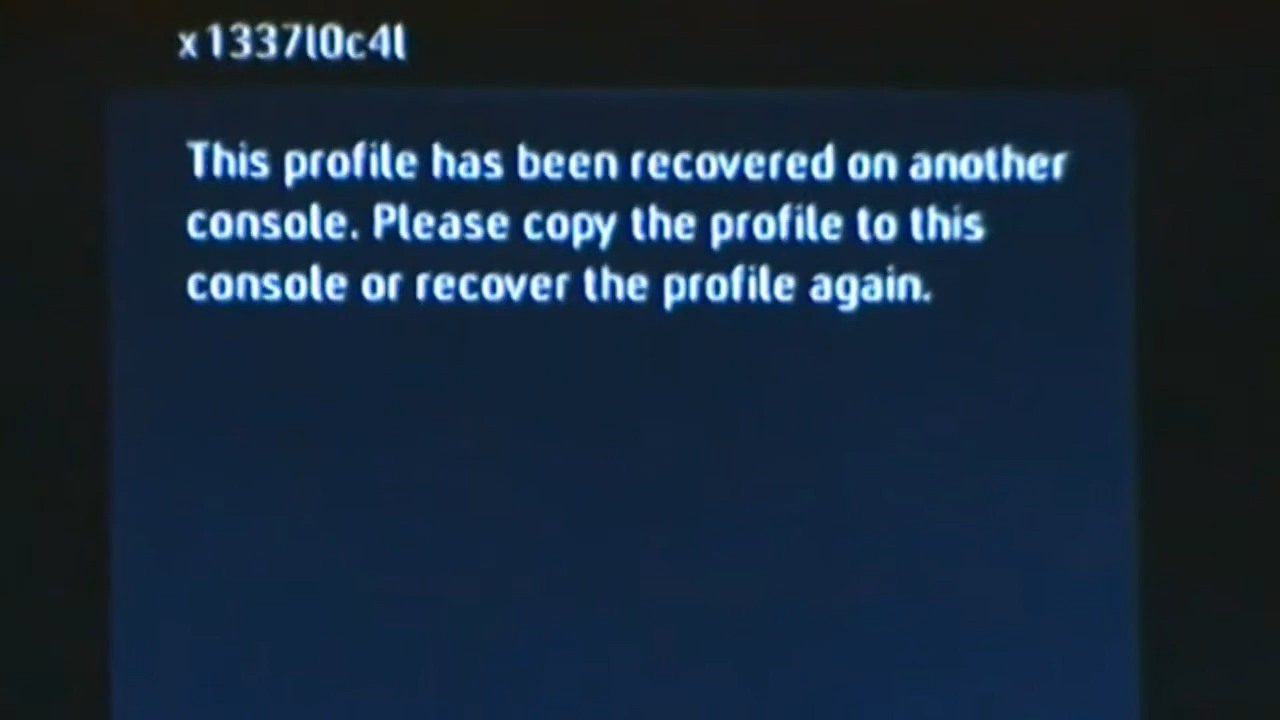 x1337l0c4l
This profile has been recovered on another
console. Please copy the profile to this
console or recover the profile again.